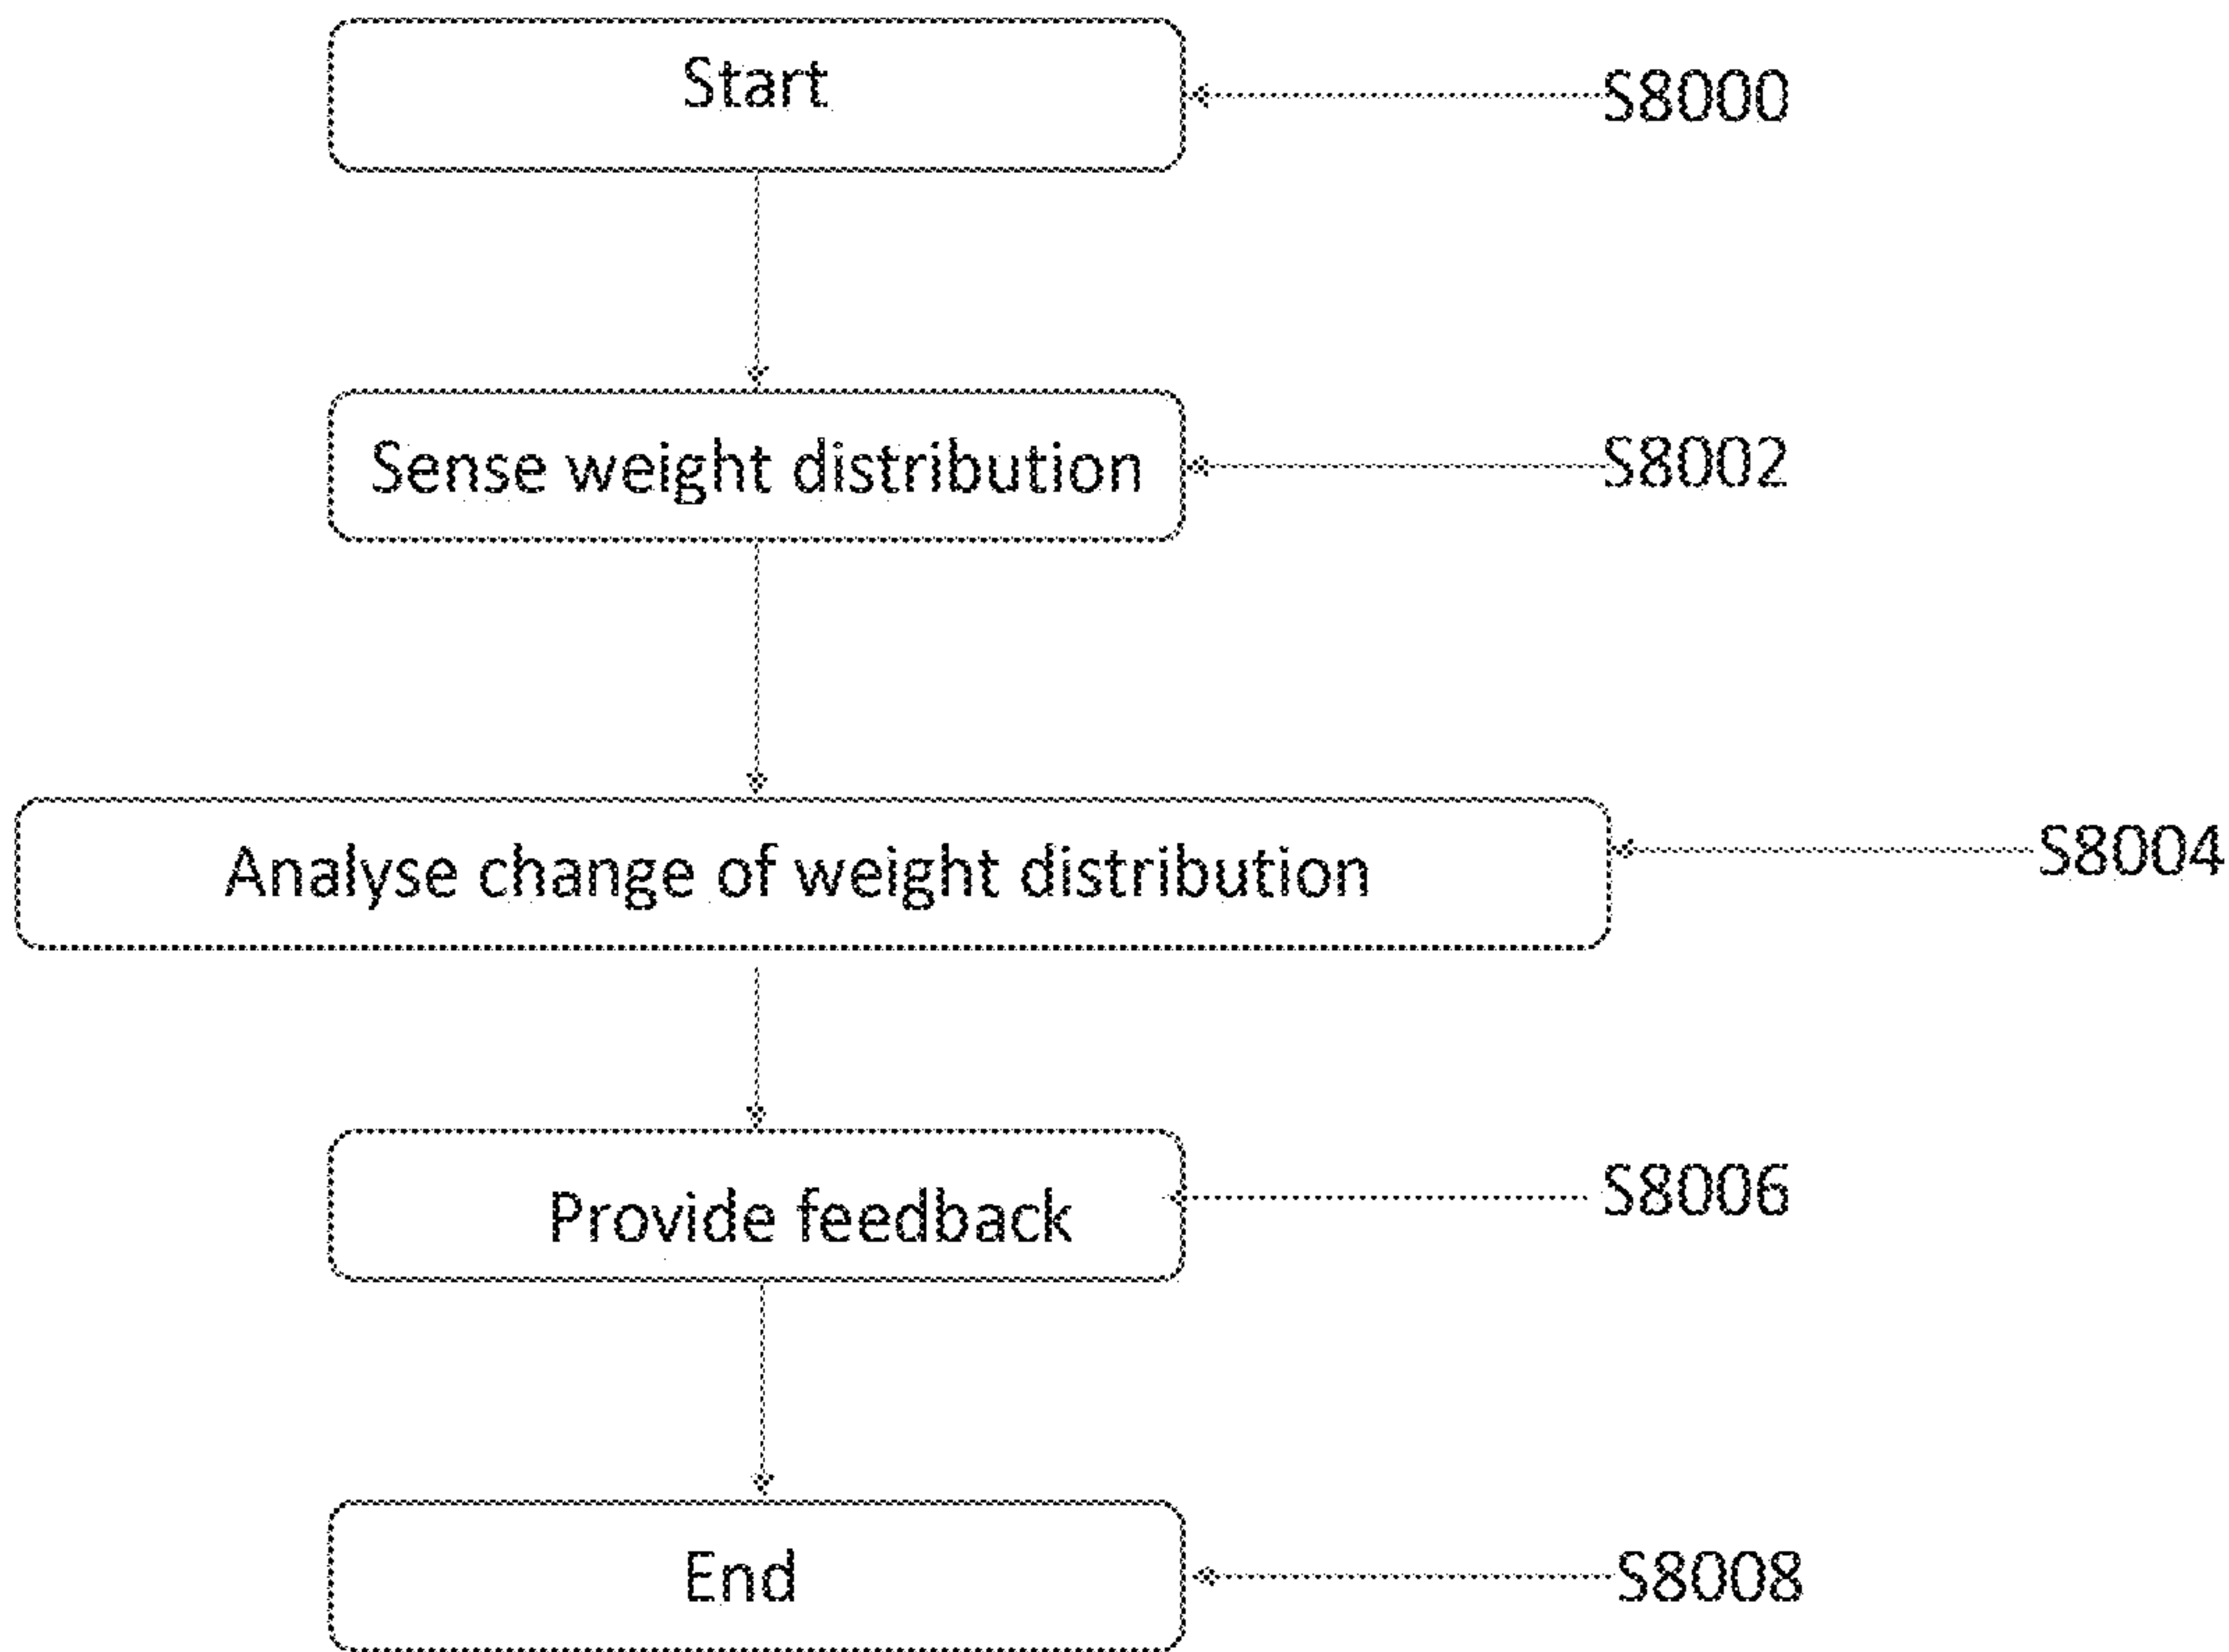 Start
S8000
Sense weight distribution
S8002
Analyse change of weight distribution
S8004
Provide feedback
S8006
End
S8008